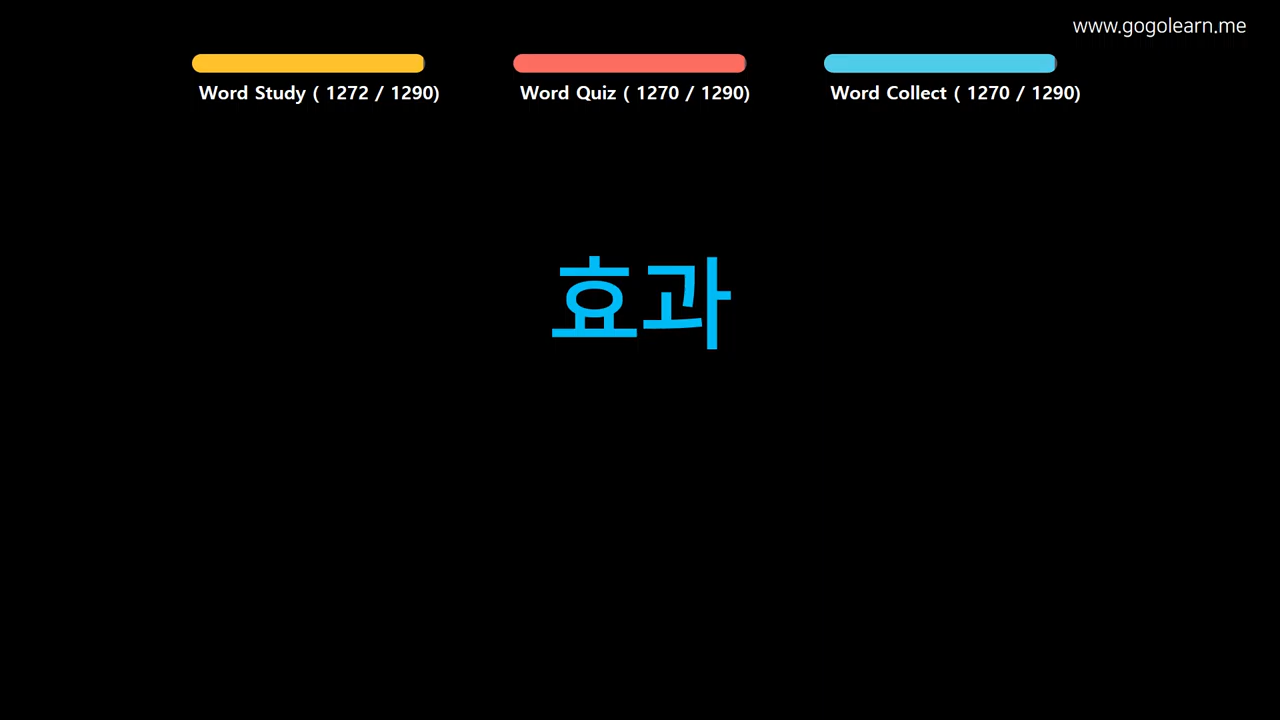 www.gogolearn.me
Word Study ( 1272 / 1290)
Word Quiz ( 1270 / 1290)
Word Collect ( 1270 / 1290)
효과